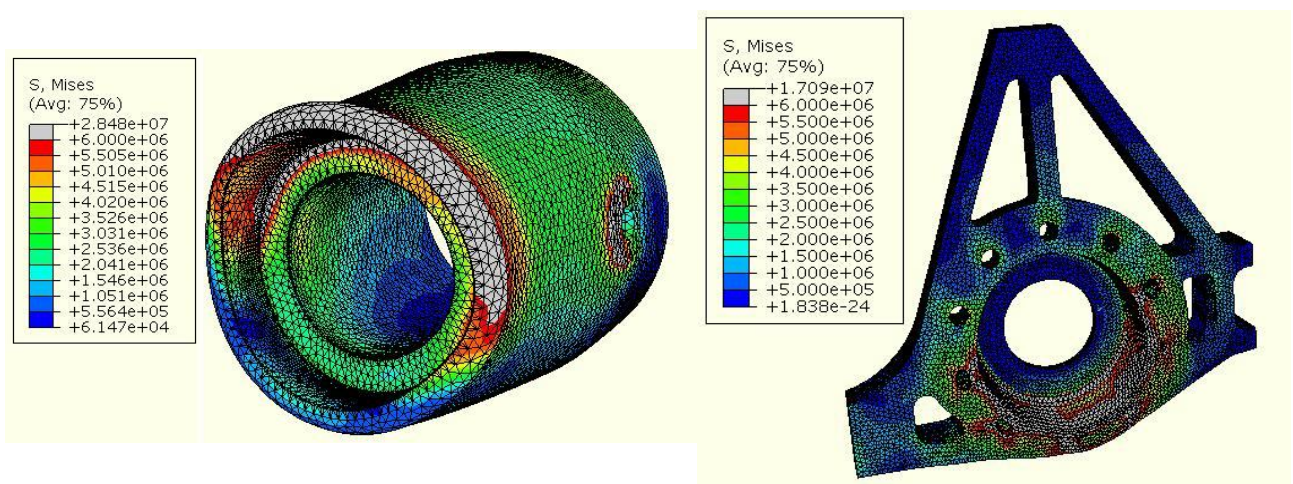 S, Mises
(Avg: 75%)
+2.848e+07
+6.000e+06
+5.505e+06
+5.010e+06
+4.515e+06
+4.020e+06
+3.526e+06
+3.031e+06
+2.536e+06
+2.041e+06
+1.546e+06
+1.051e+06
+5.564e+05
+6.147e+04
S, Mises
(Avg: 75%)
+1.709e+07
+6.000e+06
+5.500e+06
+5.000e+06
+4.500e+06
+4.000e+06
+3.500e+06
+3.000e+06
+2.500e+06
+2.000e+06
+1.500e+06
+1.000e+06
+5.000e+05
+1.838e-24